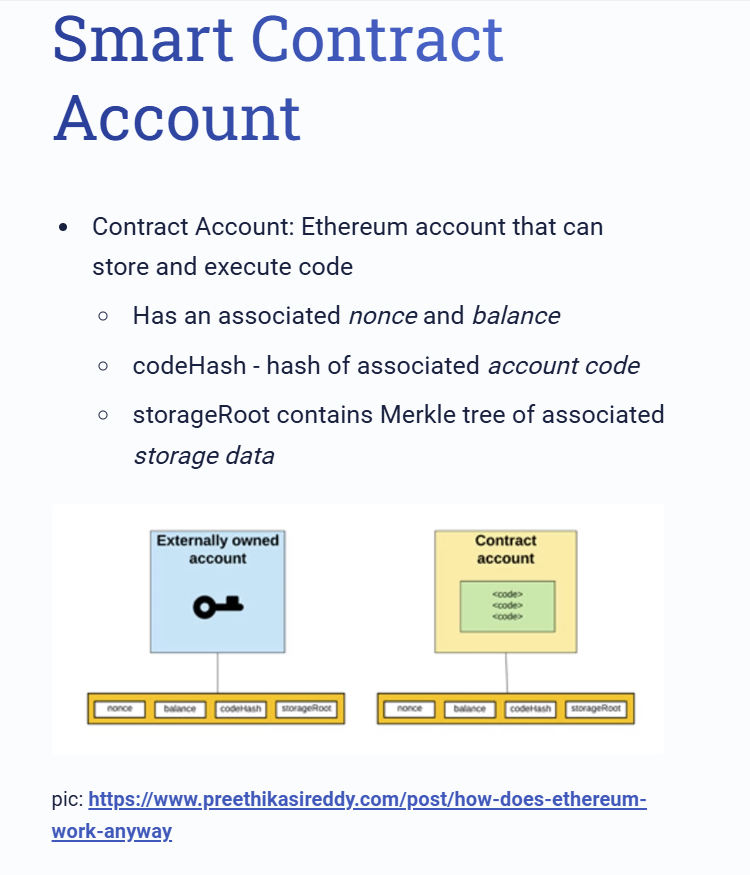 Smart Contract
Account
• Contract Account: Ethereum account that can
store and execute code
○ Has an associated nonce and balance
○ codeHash - hash of associated account code
○ storageRoot contains Merkle tree of associated
storage data
Externally owned
account
nonce balance codeHash storageRoot
Contract
account
<code>
<code>
<code>
nonce balance codeHash storageRoot
pic: https://www.preethikasireddy.com/post/how-does-ethereum-
work-anyway